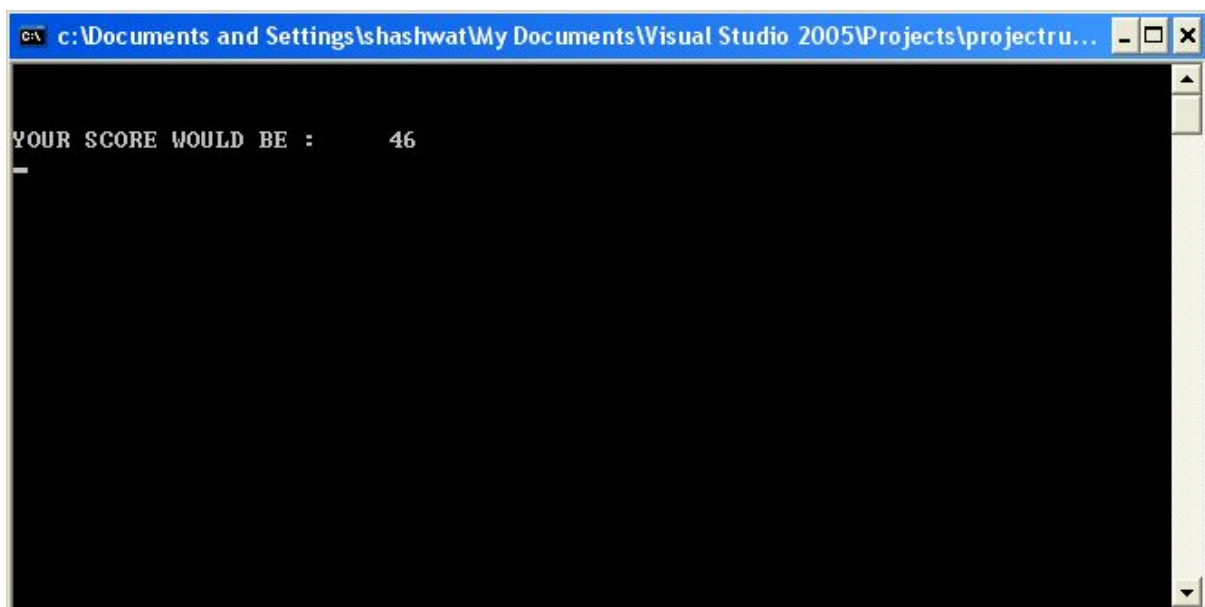 c:\Documents and Settings\shashwat\My Documents\Visual Studio 2005\Projects\projectru...
YOUR SCORE WOULD BE :     46